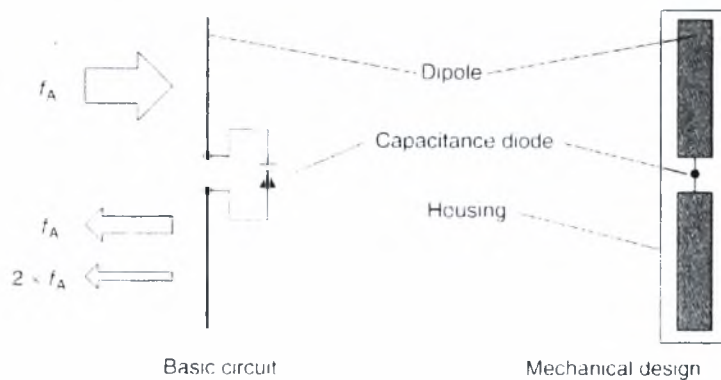 f_A
Dipole
Capacitance diode
Housing
f_A
2 × f_A
Basic circuit
Mechanical design